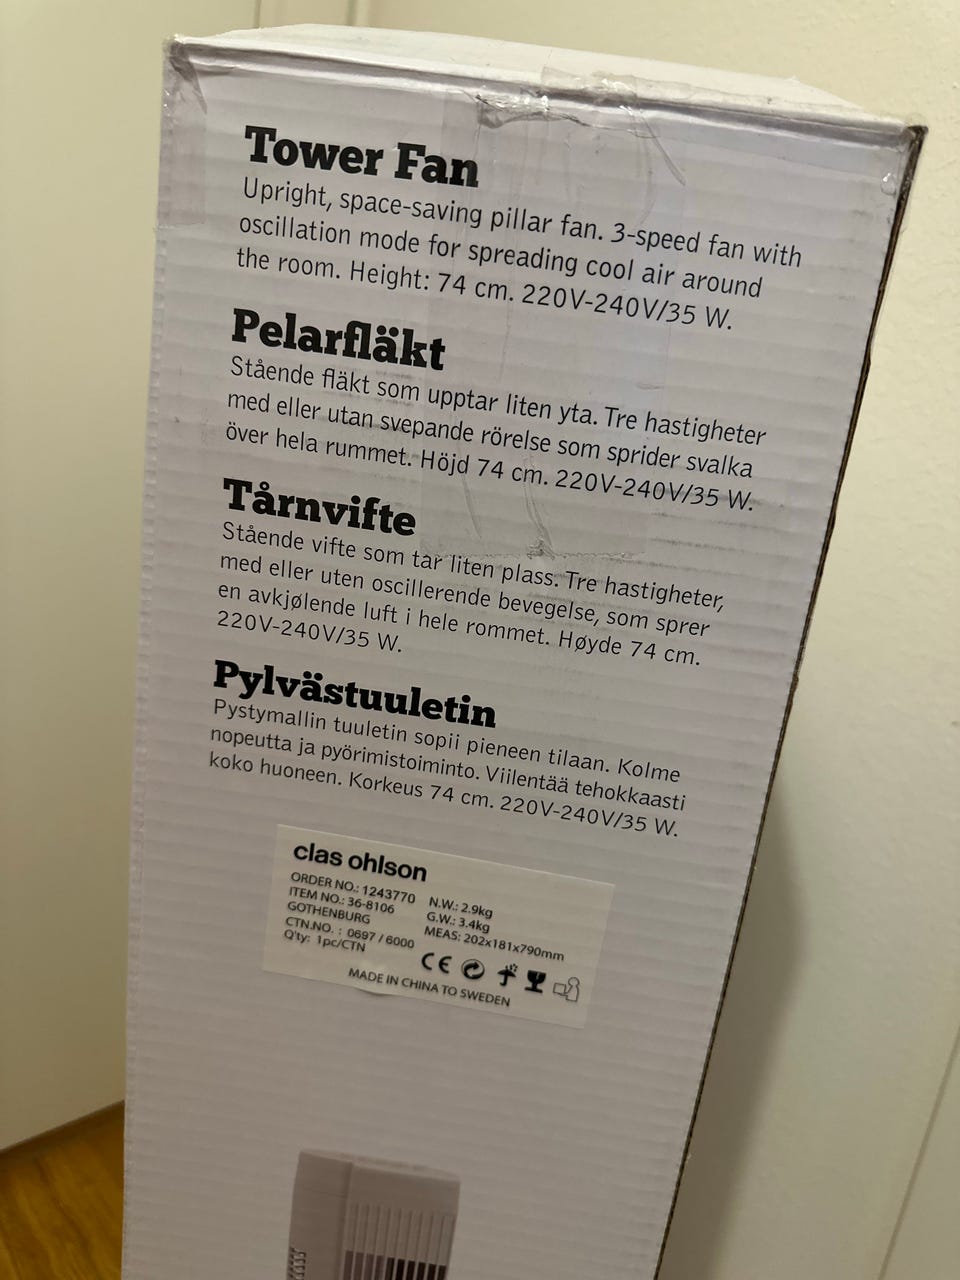 Tower Fan
Upright, space-saving pillar fan. 3-speed fan with
oscillation mode for spreading cool air around
the room. Height: 74 cm. 220V-240V/35 W.
Pelarfläkt
Stående fläkt som upptar liten yta. Tre hastigheter
med eller utan svepande rörelse som sprider svalka
över hela rummet. Höjd 74 cm. 220V-240V/35 W.
Tårnvifte
Stående vifte som tar liten plass. Tre hastigheter,
med eller uten oscillerende bevegelse, som sprer
en avkjølende luft i hele rommet. Høyde 74 cm.
220V-240V/35 W.
Pylvästuuletin
Pystymallin tuuletin sopii pieneen tilaan. Kolme
nopeutta ja pyörimistoiminto. Viilentää tehokkaasti
koko huoneen. Korkeus 74 cm. 220V-240V/35 W.
clas ohlson
ORDER NO.: 1243770
ITEM NO.: 36-8106
GOTHENBURG
CTN.NO. : 0697 / 6000
Q'ty: 1pc/CTN
N.W.: 2.9kg
G.W.: 3.4kg
MEAS: 202x181x790mm
CE
MADE IN CHINA TO SWEDEN